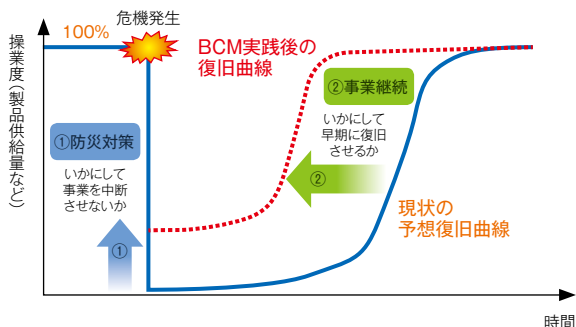 危機発生
100%
操業度(製品供給量など)
BCM実践後の
復旧曲線
①防災対策
いかにして
事業を中断
させないか
①
②事業継続
いかにして
早期に復旧
させるか
②
現状の
予想復旧曲線
時間